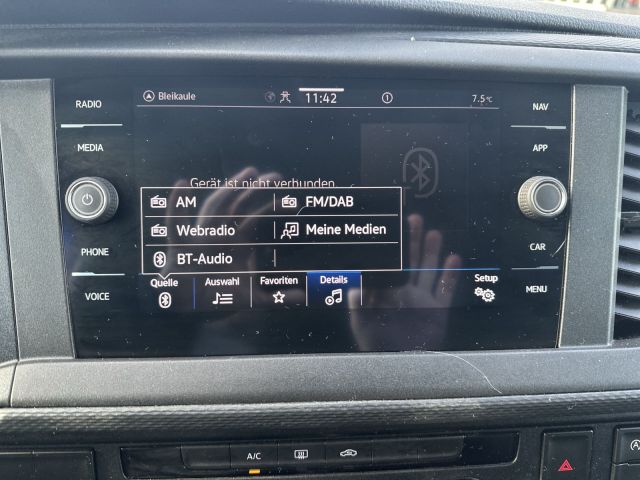 RADIO
MEDIA
PHONE
VOICE
Bleikaule
11:42
1
7.5°C
Gerät ist nicht verbunden.
AM
FM/DAB
Webradio
Meine Medien
BT-Audio
Quelle
Auswahl
Favoriten
Details
Setup
NAV
APP
CAR
MENU
A/C